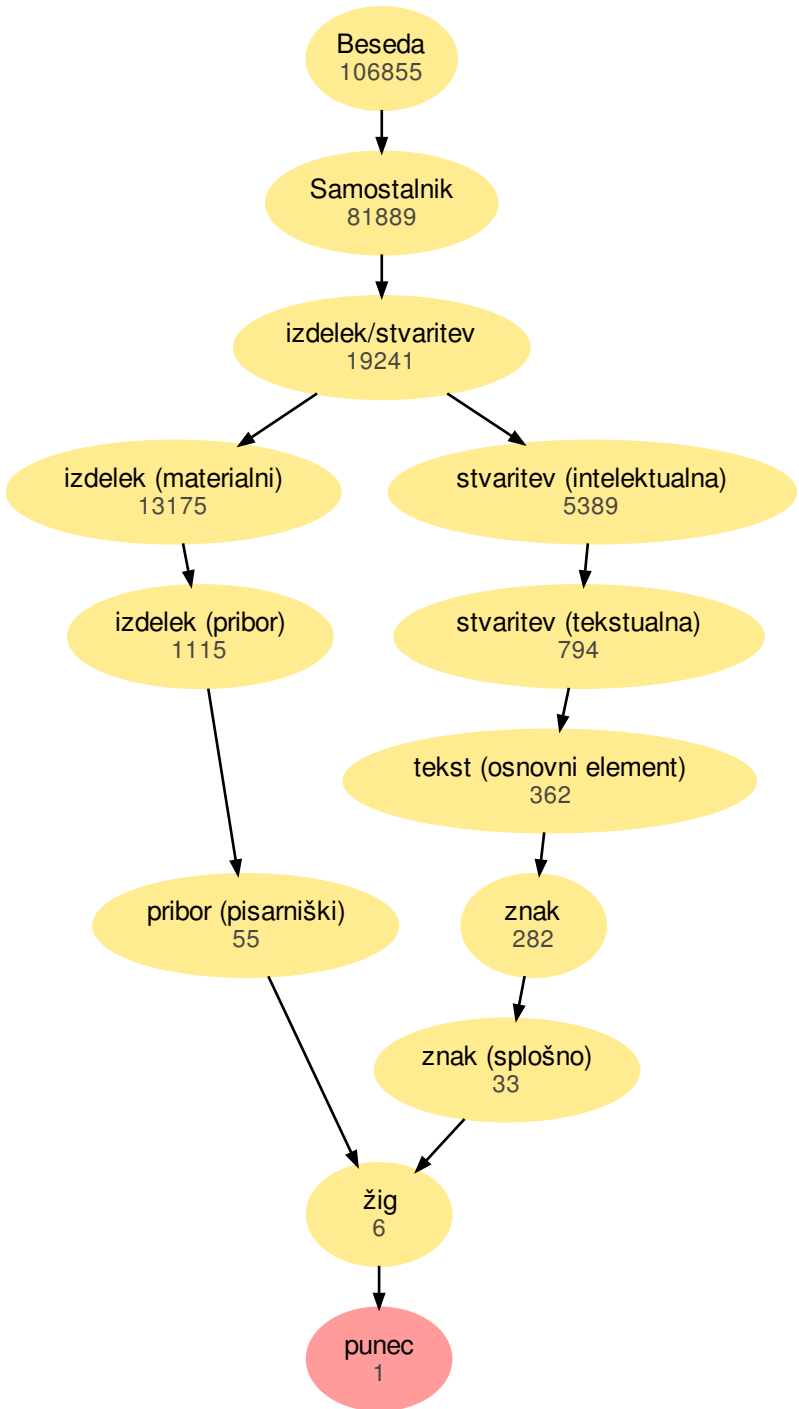 Beseda
106855
Samostalnik
81889
izdelek/stvaritev
19241
izdelek (materialni)
13175
stvaritev (intelektualna)
5389
izdelek (pribor)
1115
stvaritev (tekstualna)
794
tekst (osnovni element)
362
pribor (pisarniški)
55
znak
282
znak (splošno)
33
žig
6
punec
1